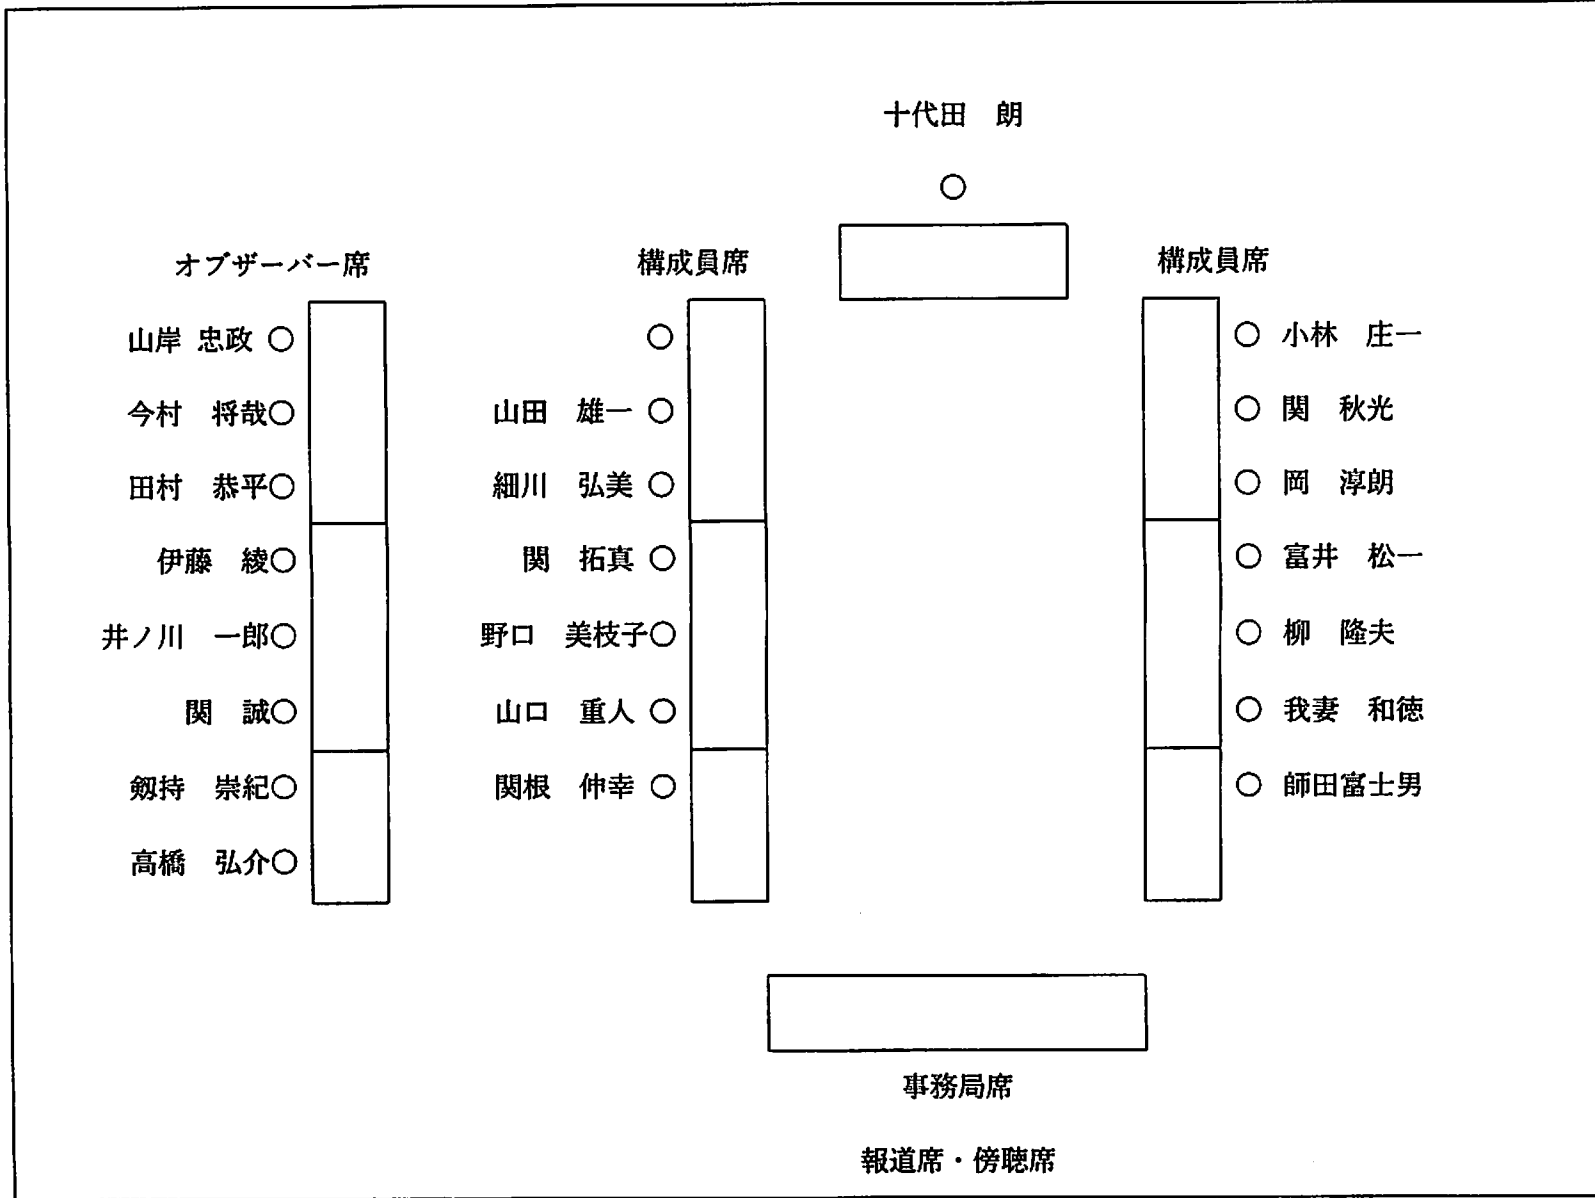 十代田　朗
オブザーバー席
山岸 忠政 ○
今村　将哉○
田村　恭平○
伊藤　綾○
井ノ川　一郎○
関　誠○
剱持　崇紀○
高橋　弘介○
構成員席
山田　雄一 ○
細川　弘美 ○
関　拓真 ○
野口　美枝子○
山口　重人 ○
関根　伸幸 ○
構成員席
○ 小林　庄一
○ 関　秋光
○ 岡　淳朗
○ 富井　松一
○ 柳　隆夫
○ 我妻　和徳
○ 師田富士男
事務局席
報道席・傍聴席